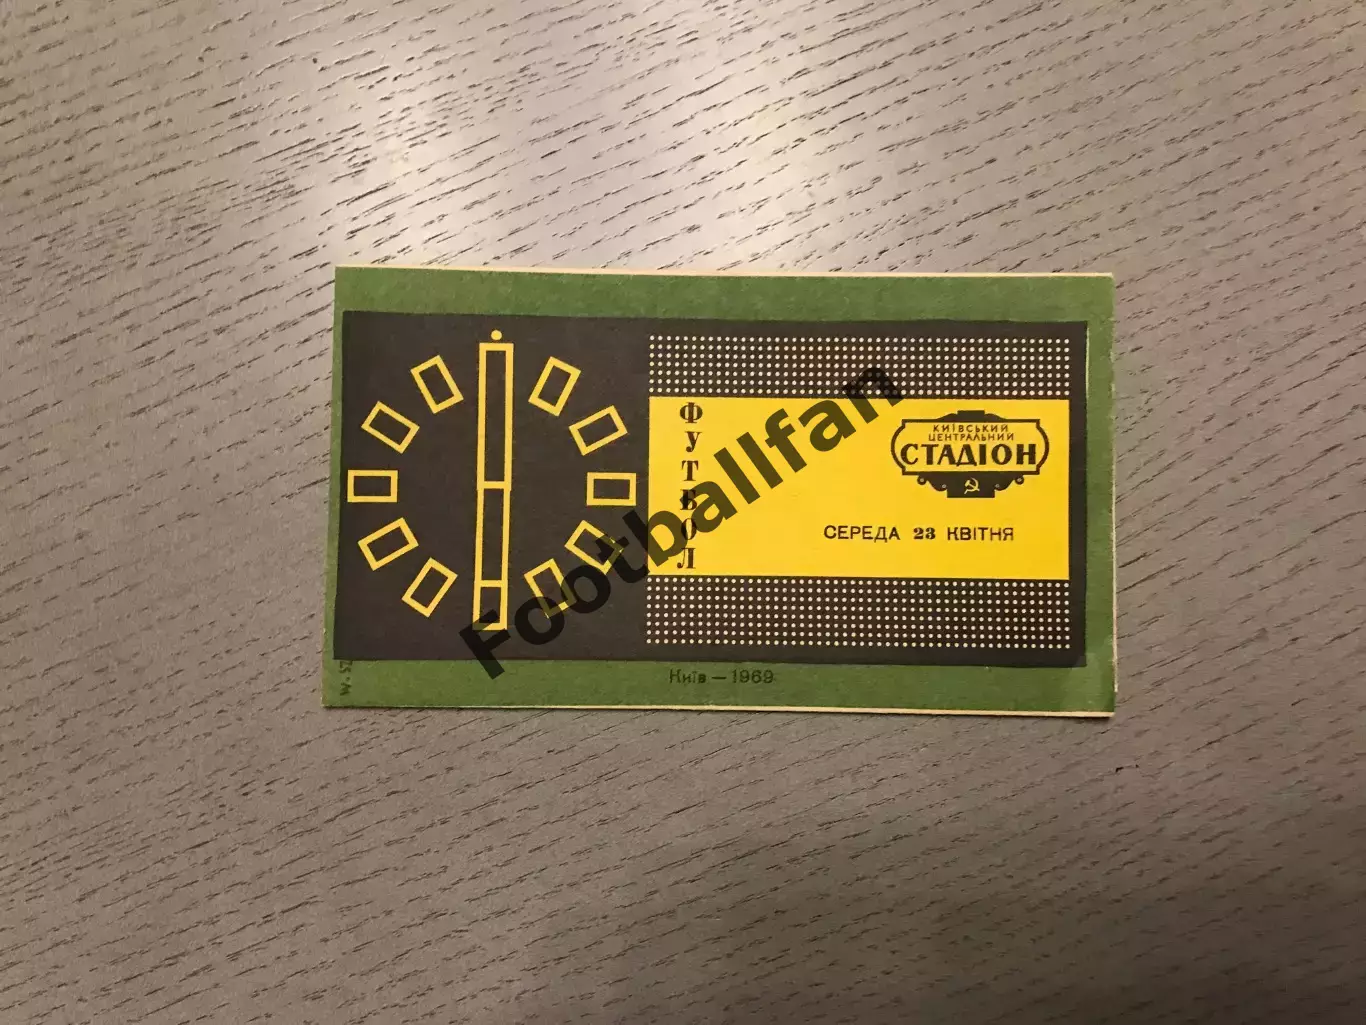 ФУТБОЛ
КИЇВСЬКИЙ
ЦЕНТРАЛЬНИЙ
СТАДІОН
СЕРЕДА 23 КВІТНЯ
Київ — 1969
Footballfan